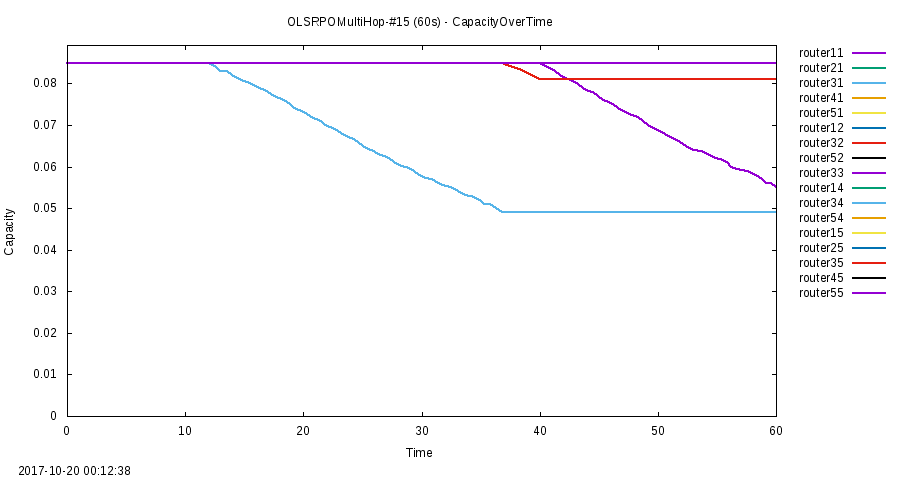 OLSRPOMultiHop-#15 (60s) - CapacityOverTime
router11
router21
router31
router41
router51
router12
router32
router52
router33
router14
router34
router54
router15
router25
router35
router45
router55
0.08
0.07
0.06
0.05
0.04
0.03
0.02
0.01
0
Capacity
0 10 20 30 40 50 60
Time
2017-10-20 00:12:38